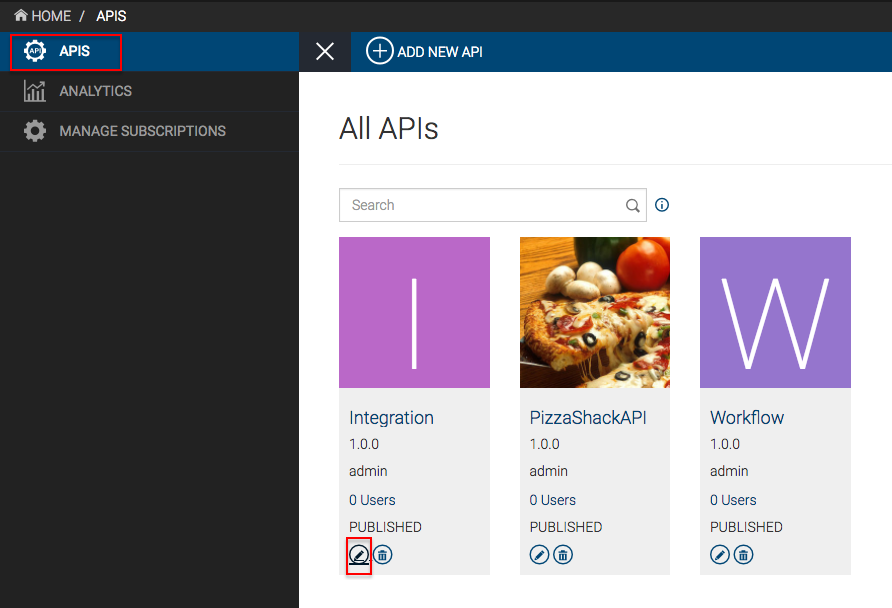 HOME / APIS
API APIS
ANALYTICS
MANAGE SUBSCRIPTIONS
ADD NEW API
All APIs
Search
I
Integration
1.0.0
admin
0 Users
PUBLISHED
PizzaShackAPI
1.0.0
admin
0 Users
PUBLISHED
W
Workflow
1.0.0
admin
0 Users
PUBLISHED